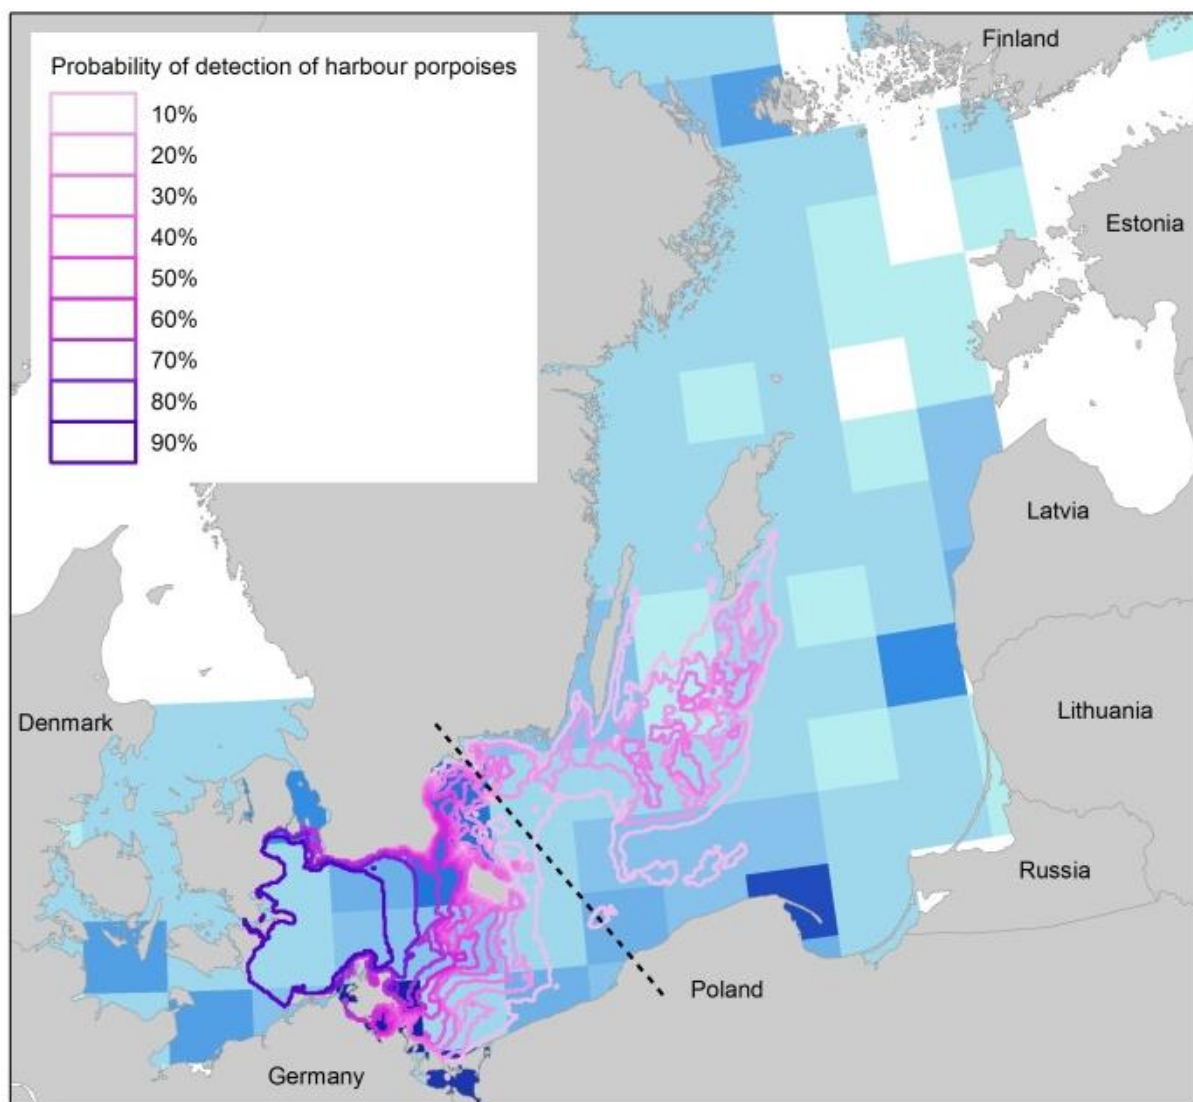 Probability of detection of harbour porpoises
10%
20%
30%
40%
50%
60%
70%
80%
90%
Finland
Estonia
Latvia
Lithuania
Denmark
Russia
Poland
Germany